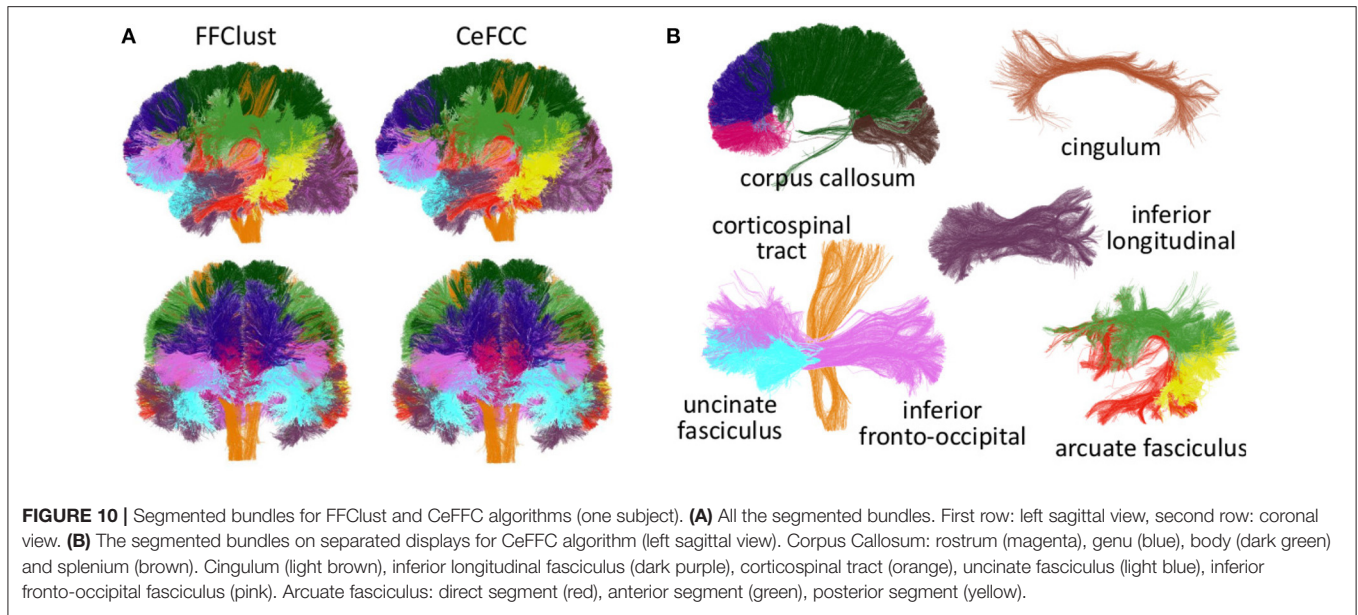 A
FFClust
CeFCC
B
corpus callosum
cingulum
corticospinal
tract
inferior
longitudinal
uncinate
fasciculus
inferior
fronto-occipital
arcuate fasciculus
FIGURE 10 | Segmented bundles for FFClust and CeFFC algorithms (one subject). (A) All the segmented bundles. First row: left sagittal view, second row: coronal
view. (B) The segmented bundles on separated displays for CeFFC algorithm (left sagittal view). Corpus Callosum: rostrum (magenta), genu (blue), body (dark green)
and splenium (brown). Cingulum (light brown), inferior longitudinal fasciculus (dark purple), corticospinal tract (orange), uncinate fasciculus (light blue), inferior
fronto-occipital fasciculus (pink). Arcuate fasciculus: direct segment (red), anterior segment (green), posterior segment (yellow).